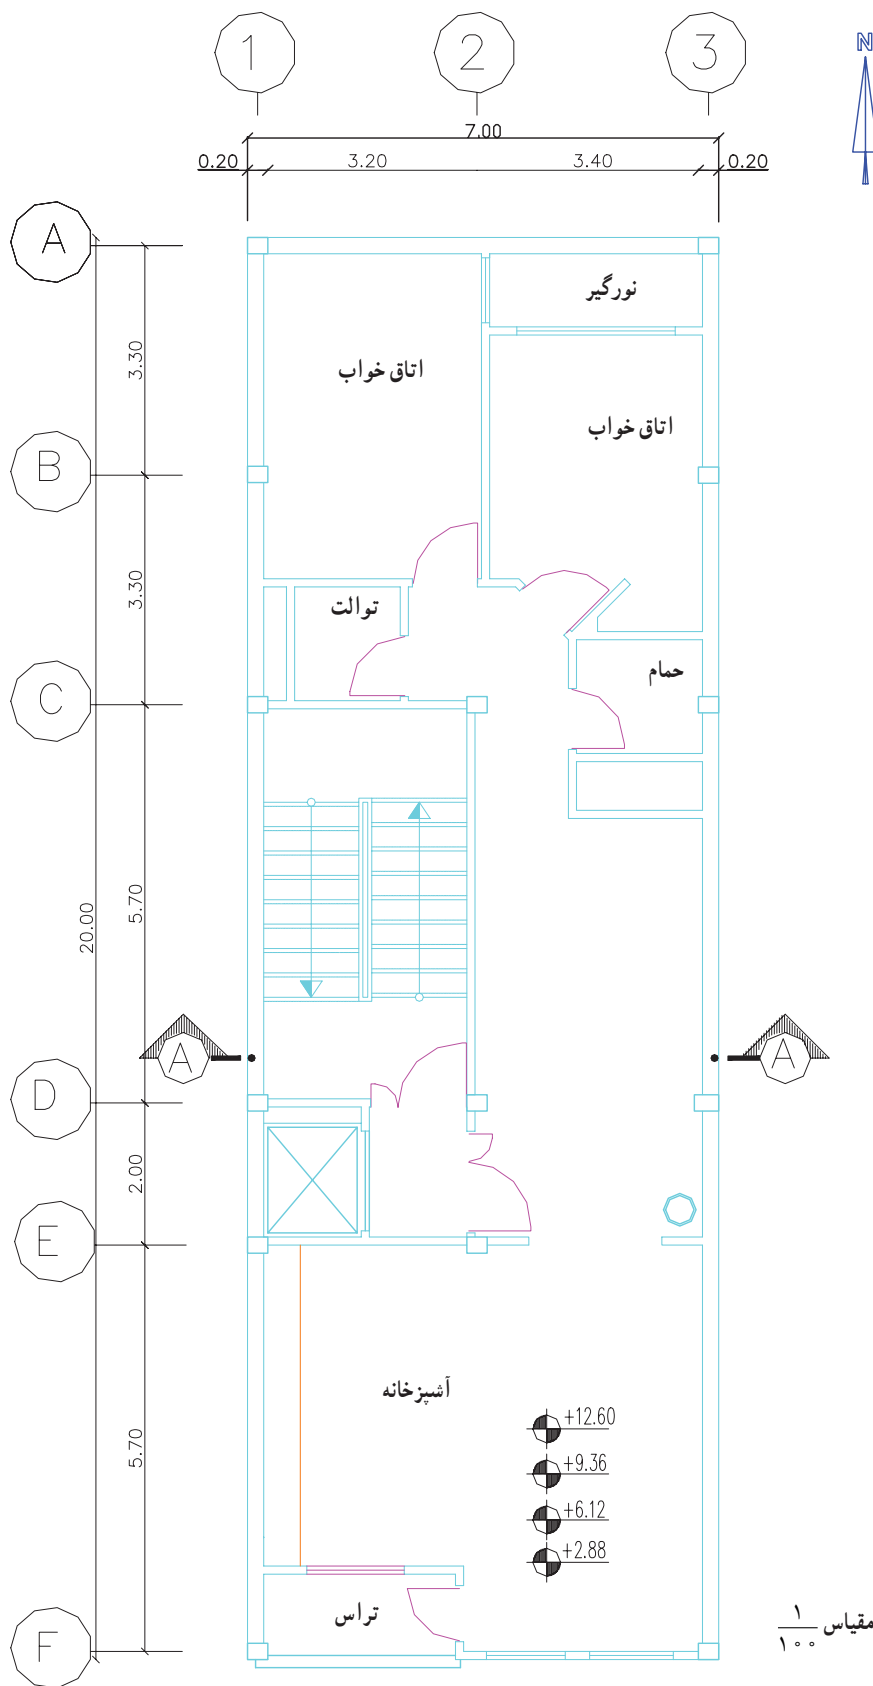 1 2 3
N
7.00
0.20 3.20 3.40 0.20
A
نورگیر
3.30
اتاق خواب
اتاق خواب
B
3.30
توالت
حمام
C
5.70
20.00
A A
D
2.00
E
آشپزخانه
+12.60
5.70
+9.36
+6.12
+2.88
تراس
مقیاس ۱/۱۰۰
F